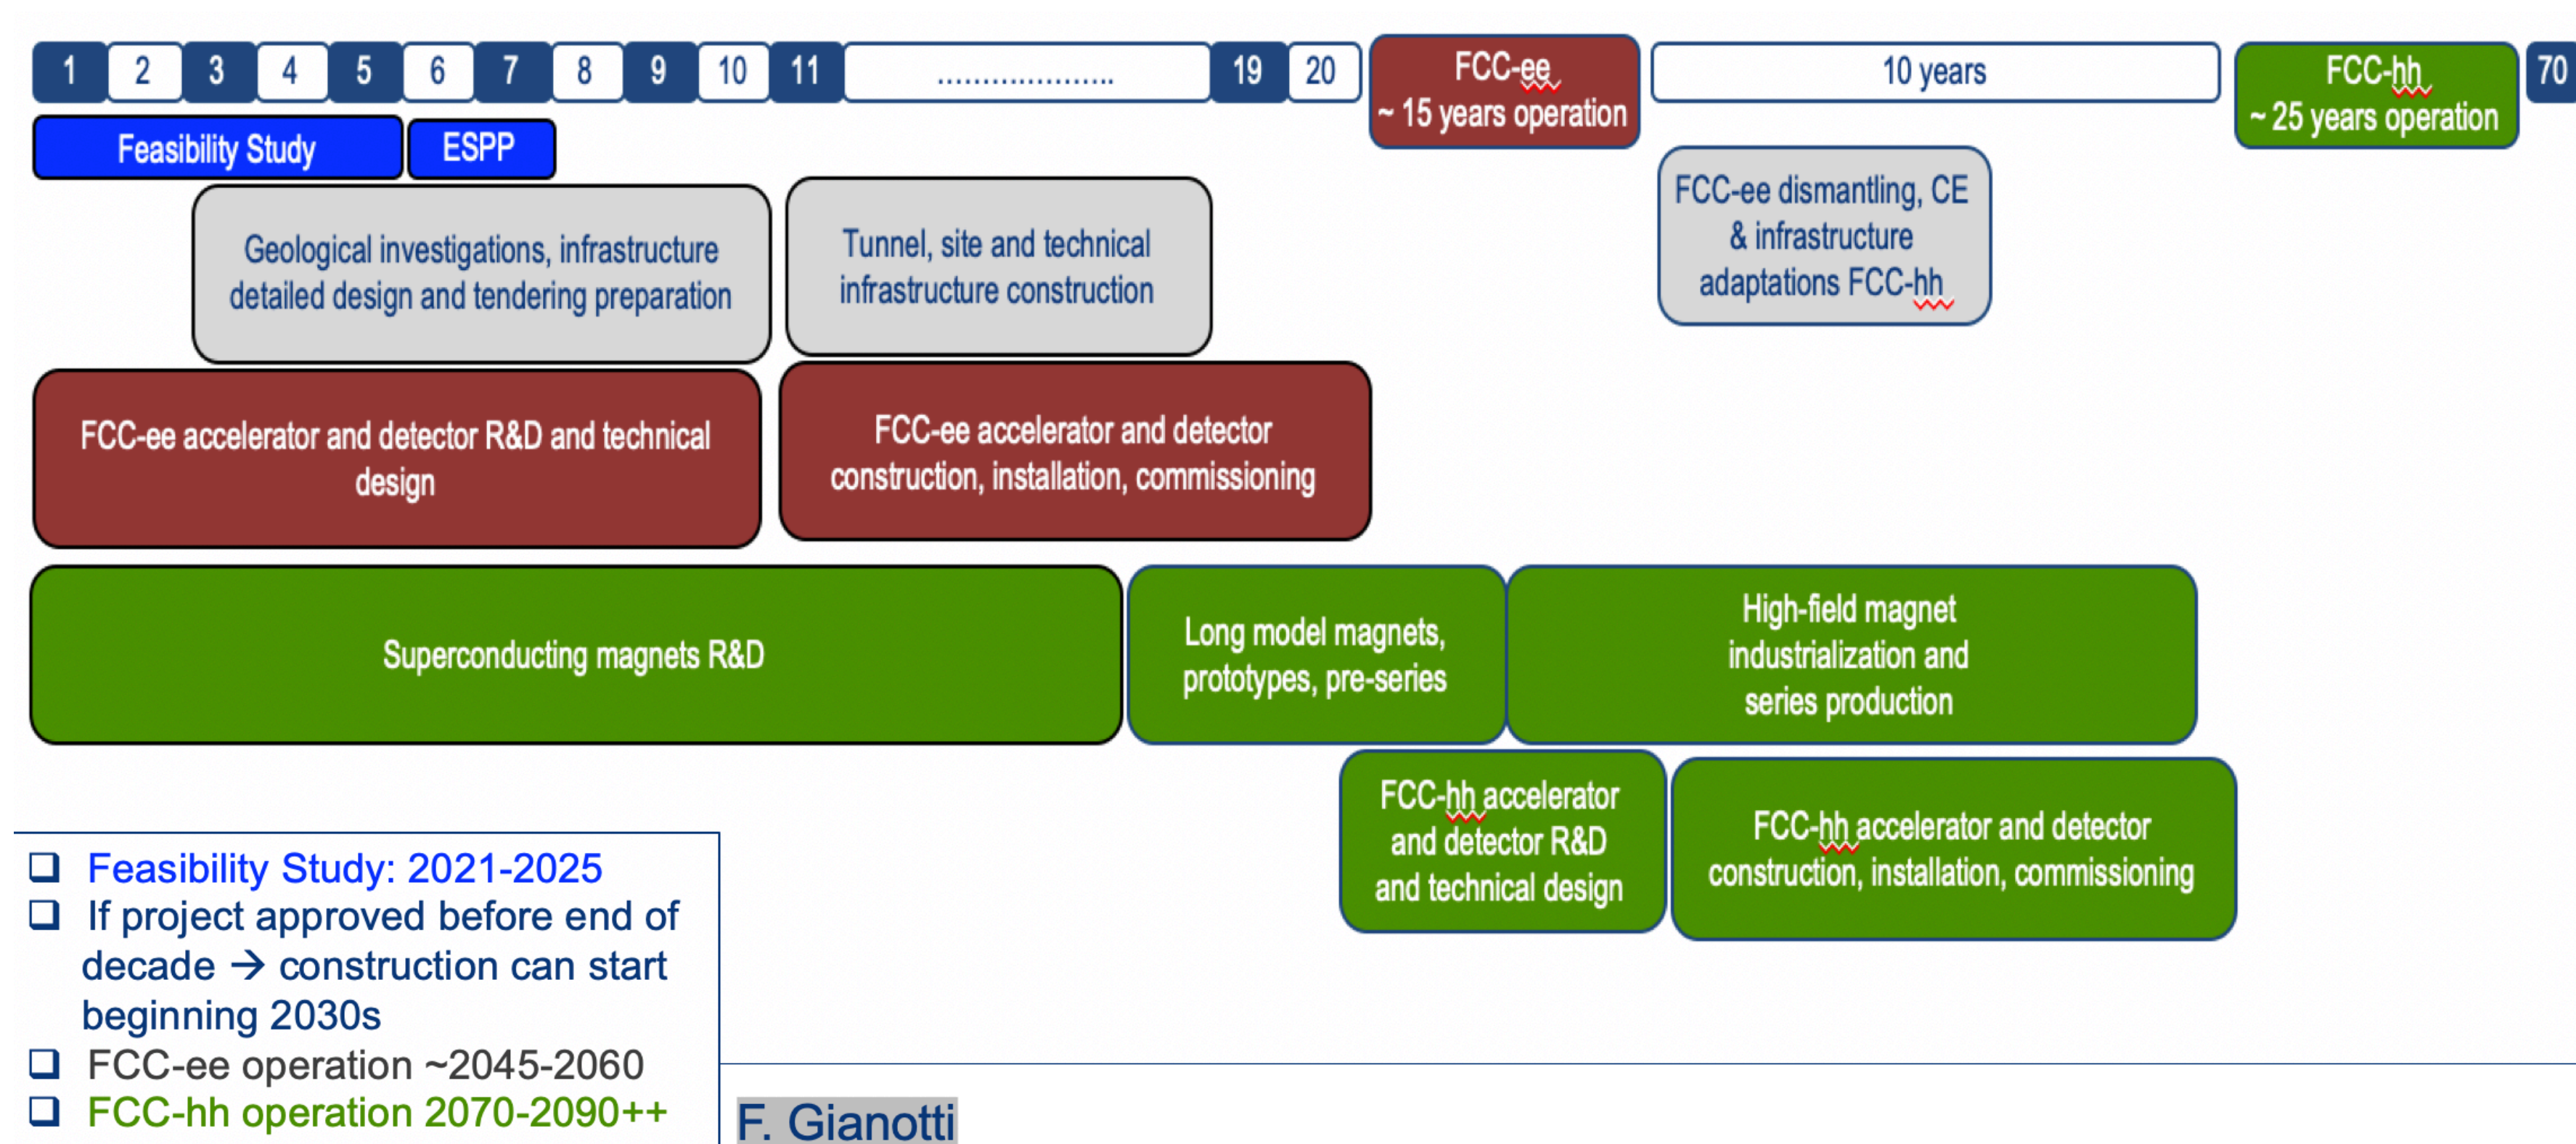 1 2 3 4 5 6 7 8 9 10 11 .................... 19 20
FCC-ee
~ 15 years operation
10 years
FCC-hh
~ 25 years operation
70
Feasibility Study
ESPP
Geological investigations, infrastructure
detailed design and tendering preparation
Tunnel, site and technical
infrastructure construction
FCC-ee dismantling, CE
& infrastructure
adaptations FCC-hh
FCC-ee accelerator and detector R&D and technical
design
FCC-ee accelerator and detector
construction, installation, commissioning
Superconducting magnets R&D
Long model magnets,
prototypes, pre-series
High-field magnet
industrialization and
series production
FCC-hh accelerator
and detector R&D
and technical design
FCC-hh accelerator and detector
construction, installation, commissioning
❑ Feasibility Study: 2021-2025
❑ If project approved before end of
decade → construction can start
beginning 2030s
❑ FCC-ee operation ~2045-2060
❑ FCC-hh operation 2070-2090++
F. Gianotti